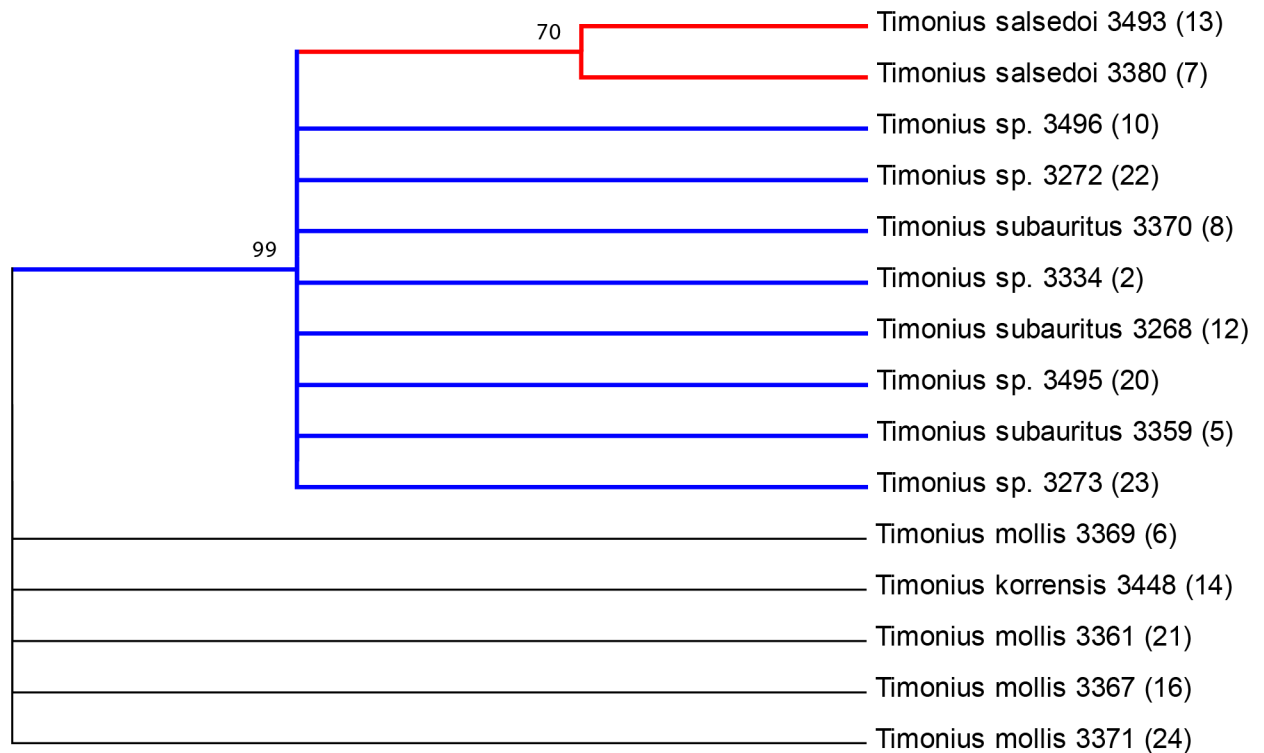 70
Timonius salsedoi 3493 (13)
Timonius salsedoi 3380 (7)
Timonius sp. 3496 (10)
Timonius sp. 3272 (22)
Timonius subauritus 3370 (8)
99
Timonius sp. 3334 (2)
Timonius subauritus 3268 (12)
Timonius sp. 3495 (20)
Timonius subauritus 3359 (5)
Timonius sp. 3273 (23)
Timonius mollis 3369 (6)
Timonius korrensis 3448 (14)
Timonius mollis 3361 (21)
Timonius mollis 3367 (16)
Timonius mollis 3371 (24)